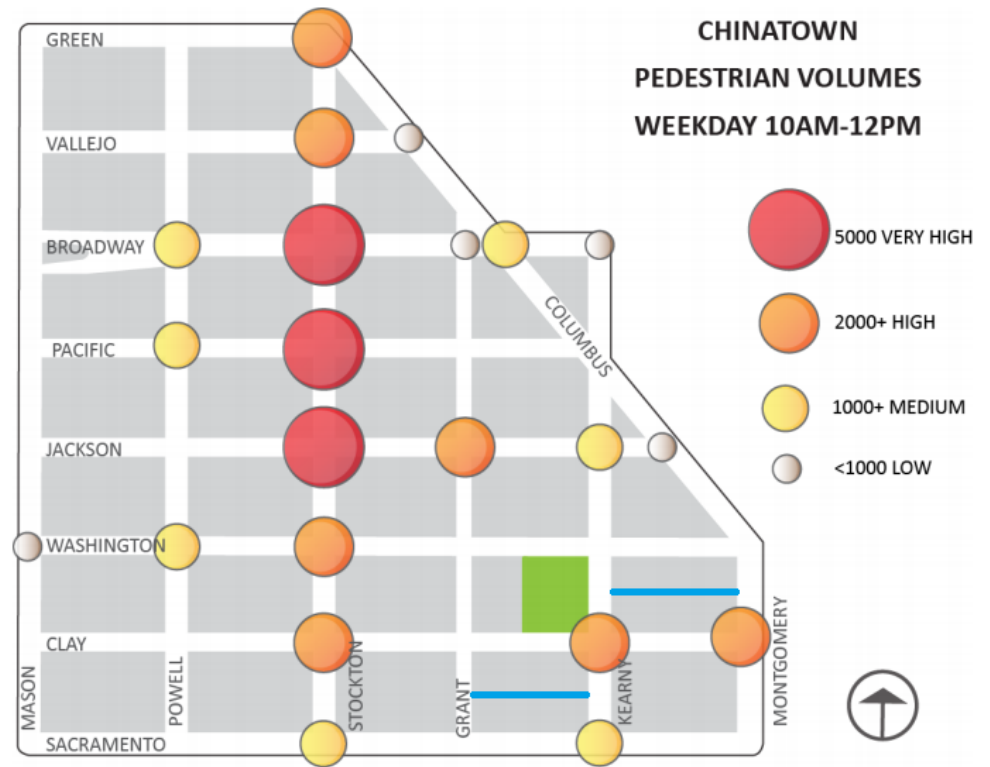 CHINATOWN
PEDESTRIAN VOLUMES
WEEKDAY 10AM-12PM
GREEN
VALLEJO
BROADWAY
PACIFIC
JACKSON
WASHINGTON
CLAY
SACRAMENTO
MASON
POWELL
STOCKTON
GRANT
KEARNY
MONTGOMERY
COLUMBUS
5000 VERY HIGH
2000+ HIGH
1000+ MEDIUM
<1000 LOW